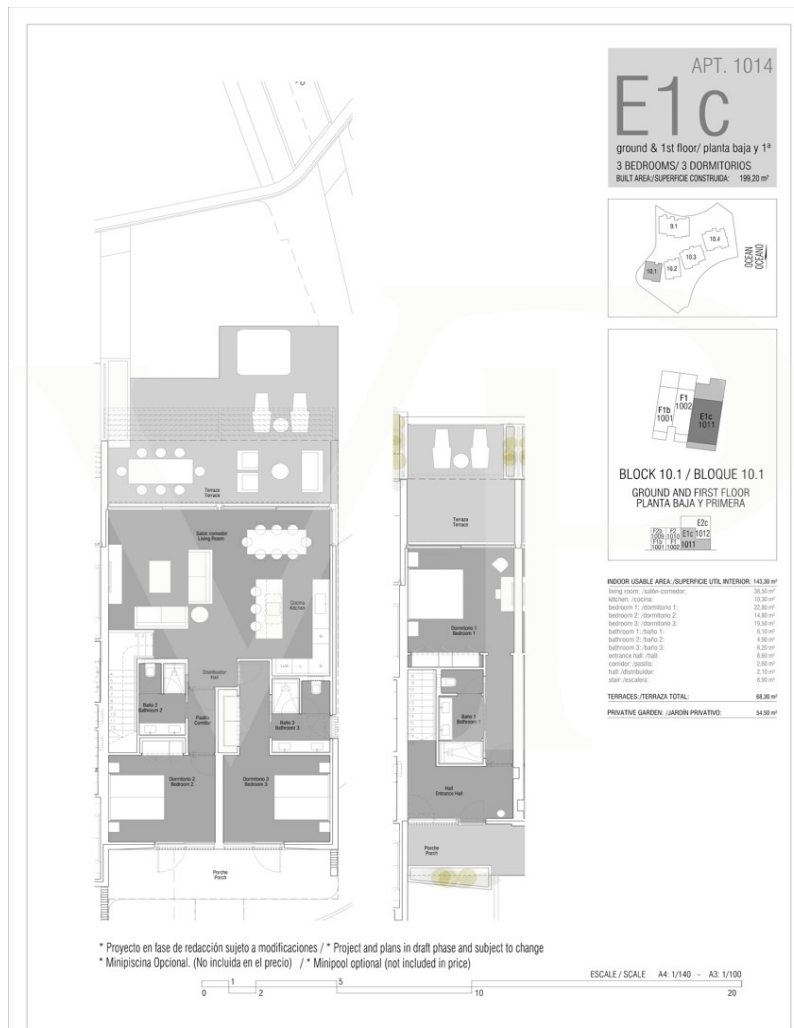 APT. 1014
E1c
ground & 1st floor/ planta baja y 1ª
3 BEDROOMS/ 3 DORMITORIOS
BUILT AREA:/SUPERFICIE CONSTRUIDA: 199,20 m²
9.1
10.4
10.3
10.2
10.1
OCEAN
OCEANO
F1b
1001
F1
1002
E1c
1011
BLOCK 10.1 / BLOQUE 10.1
GROUND AND FIRST FLOOR
PLANTA BAJA Y PRIMERA
E2c
1012
F2b
1009
F2
1010
E1c
1011
F1b
1001
F1
1002
INDOOR USABLE AREA:/SUPERFICIE UTIL INTERIOR: 143,30 m²
living room: /salón-comedor: 38,50 m²
kitchen: /cocina: 10,30 m²
bedroom 1: /dormitorio 1: 22,80 m²
bedroom 2: /dormitorio 2: 14,80 m²
bedroom 3: /dormitorio 3: 19,50 m²
bathroom 1:/baño 1:
bathroom 2:/baño 2: 4,90 m²
bathroom 3:/baño 3:
entrance hall: /hall: 8,60 m²
corridor: /pasillo: 2,60 m²
hall: /distribuidor: 2,10 m²
stair: /escalera:
TERRACES:/TERRAZA TOTAL: 68,30 m²
PRIVATIVE GARDEN: /JARDÍN PRIVATIVO: 54,50 m²
Terraza
Terrace
Salón comedor
Living Room
Cocina
Kitchen
Distribuidor
Hall
Baño 2
Bathroom 2
Pasillo
Corridor
Baño 3
Bathroom 3
Dormitorio 2
Bedroom 2
Dormitorio 3
Bedroom 3
Porche
Porch
Terraza
Terrace
Dormitorio 1
Bedroom 1
Baño 1
Bathroom 1
Hall
Entrance Hall
Porche
Porch
* Proyecto en fase de redacción sujeto a modificaciones / * Project and plans in draft phase and subject to change
* Minipiscina Opcional. (No incluida en el precio) / * Minipool optional (not included in price)
ESCALE / SCALE A4: 1/140 - A3: 1/100
0 1 2 5 10 20